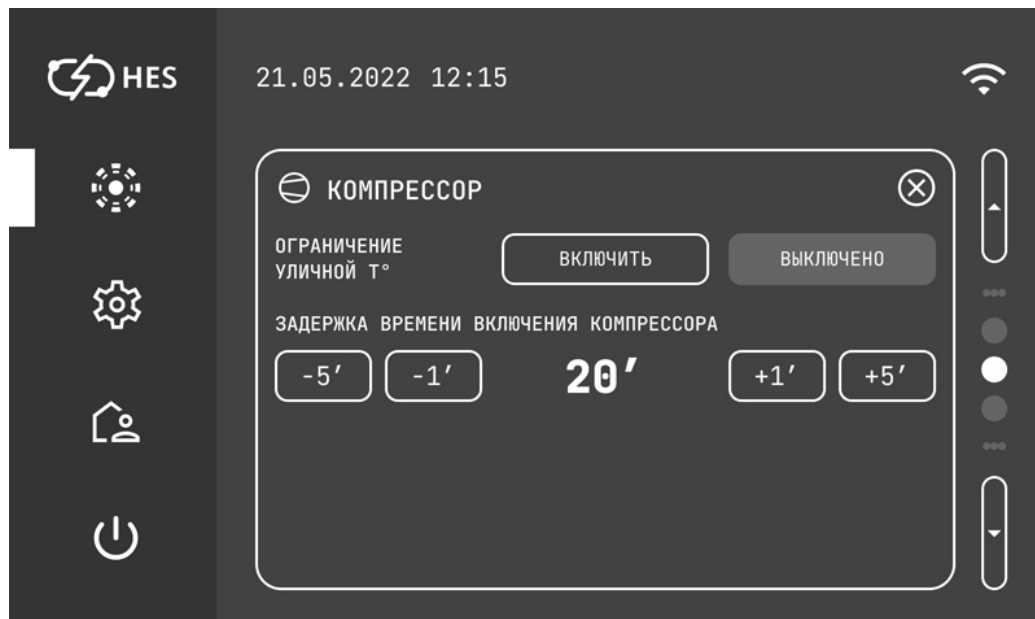 HES
21.05.2022 12:15
КОМПРЕССОР
ОГРАНИЧЕНИЕ
УЛИЧНОЙ Т°
ВКЛЮЧИТЬ
ВЫКЛЮЧЕНО
ЗАДЕРЖКА ВРЕМЕНИ ВКЛЮЧЕНИЯ КОМПРЕССОРА
-5′
-1′
20′
+1′
+5′